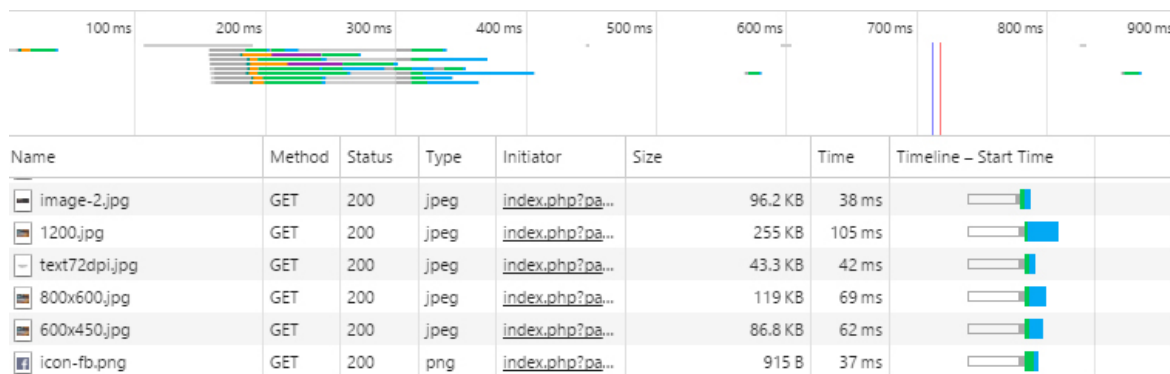 100 ms 200 ms 300 ms 400 ms 500 ms 600 ms 700 ms 800 ms 900 ms
Name Method Status Type Initiator Size Time Timeline – Start Time
image-2.jpg GET 200 jpeg index.php?pa... 96.2 KB 38 ms
1200.jpg GET 200 jpeg index.php?pa... 255 KB 105 ms
text72dpi.jpg GET 200 jpeg index.php?pa... 43.3 KB 42 ms
800x600.jpg GET 200 jpeg index.php?pa... 119 KB 69 ms
600x450.jpg GET 200 jpeg index.php?pa... 86.8 KB 62 ms
icon-fb.png GET 200 png index.php?pa... 915 B 37 ms